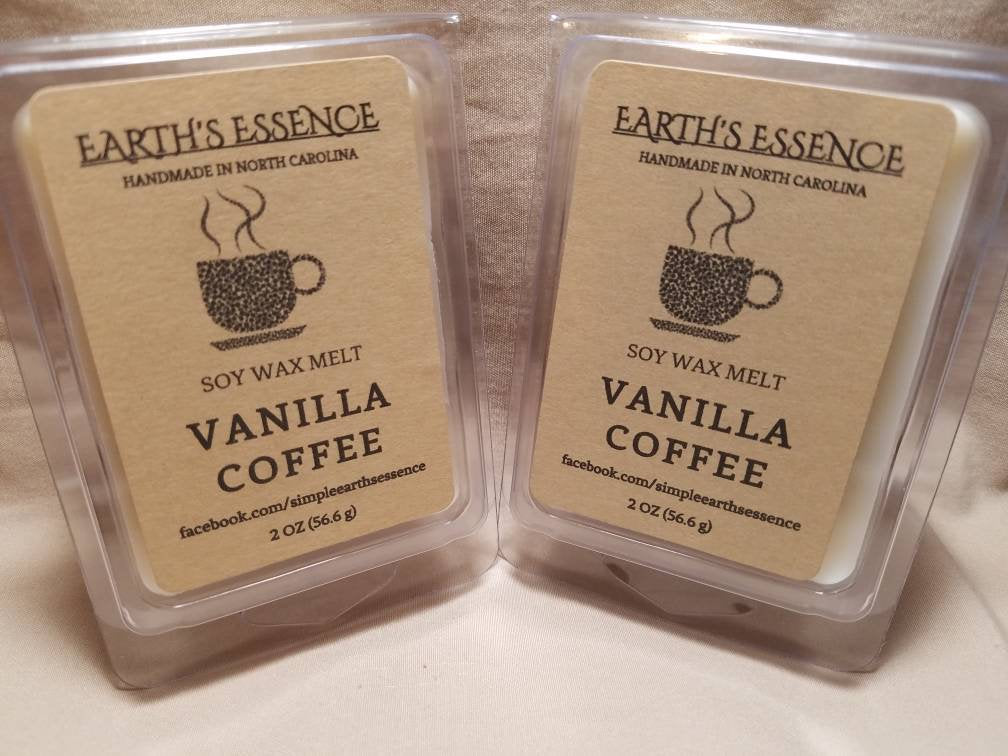 EARTH'S ESSENCE
HANDMADE IN NORTH CAROLINA
SOY WAX MELT
VANILLA
COFFEE
facebook.com/simpleearthsessence
2 OZ (56.6 g)
EARTH'S ESSENCE
HANDMADE IN NORTH CAROLINA
SOY WAX MELT
VANILLA
COFFEE
facebook.com/simpleearthsessence
2 OZ (56.6 g)